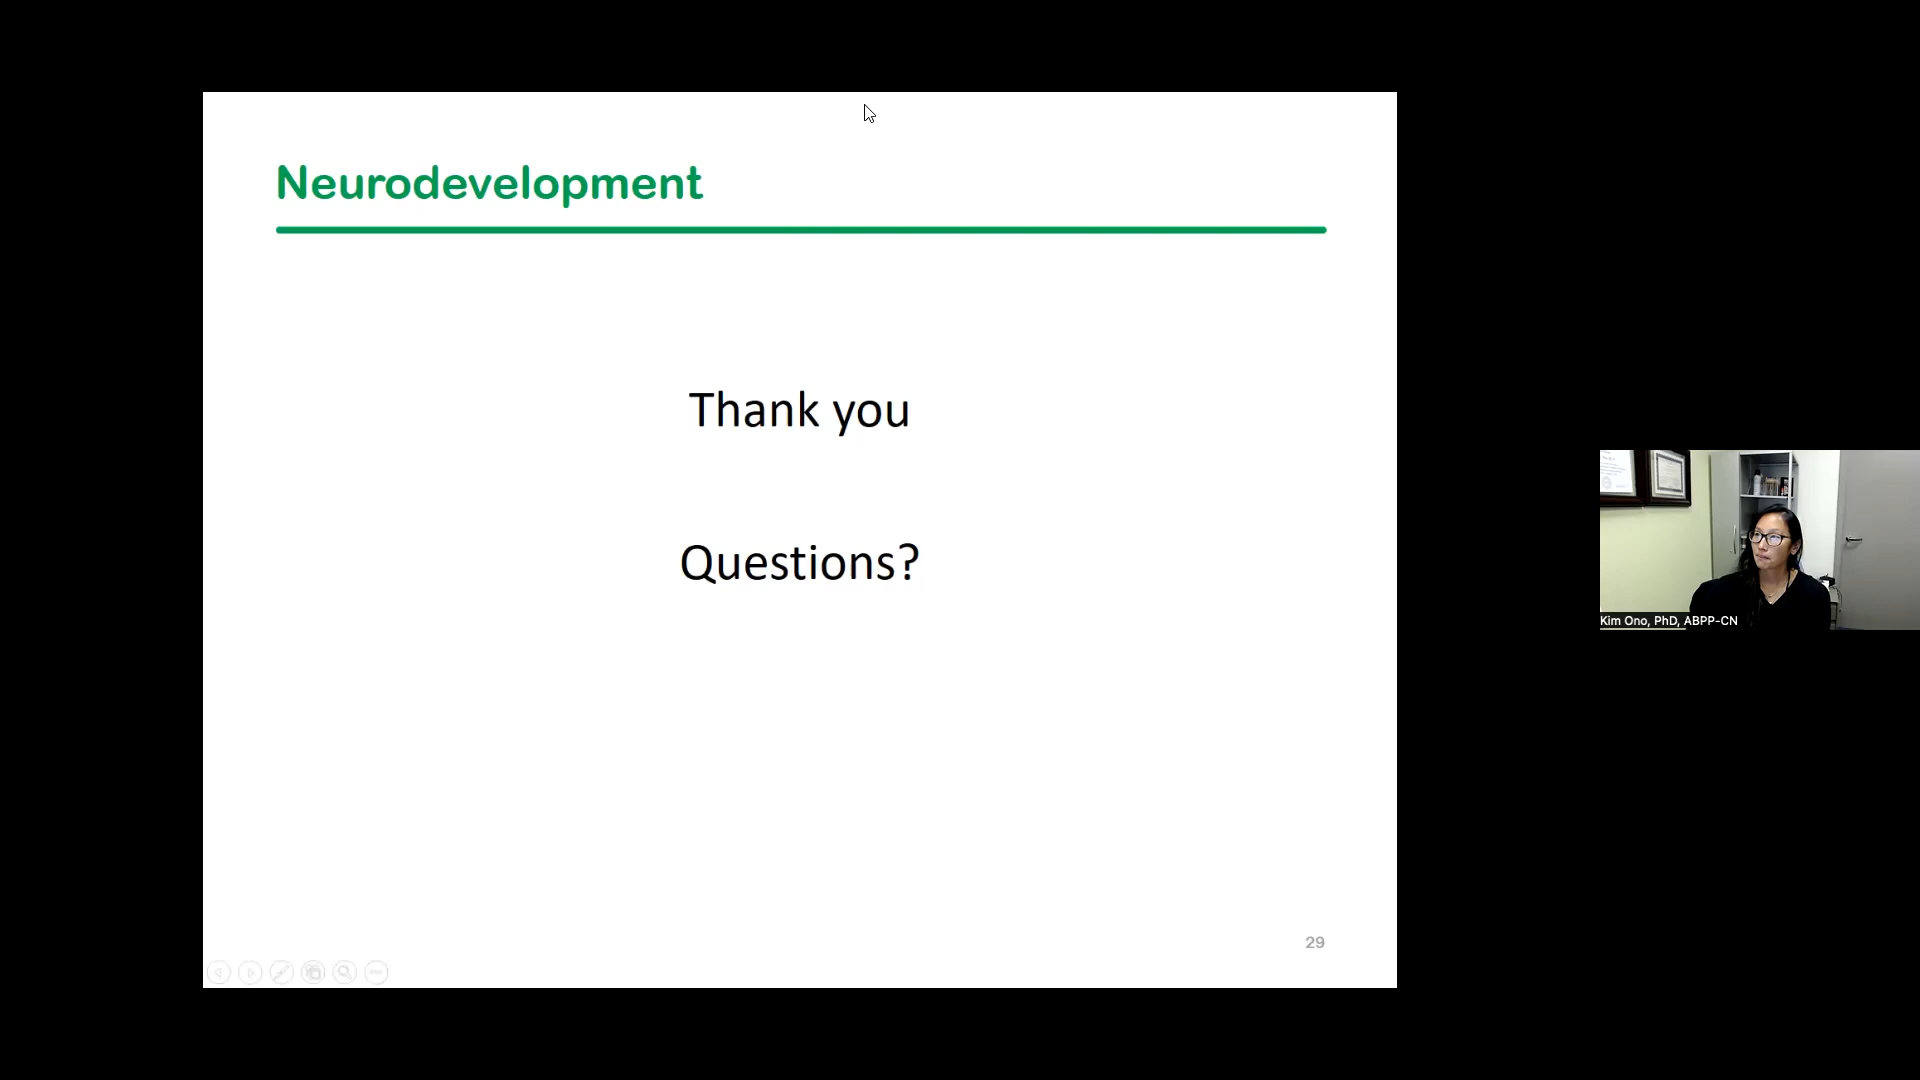 Neurodevelopment
Thank you
Questions?
29
Kim Ono, PhD, ABPP-CN